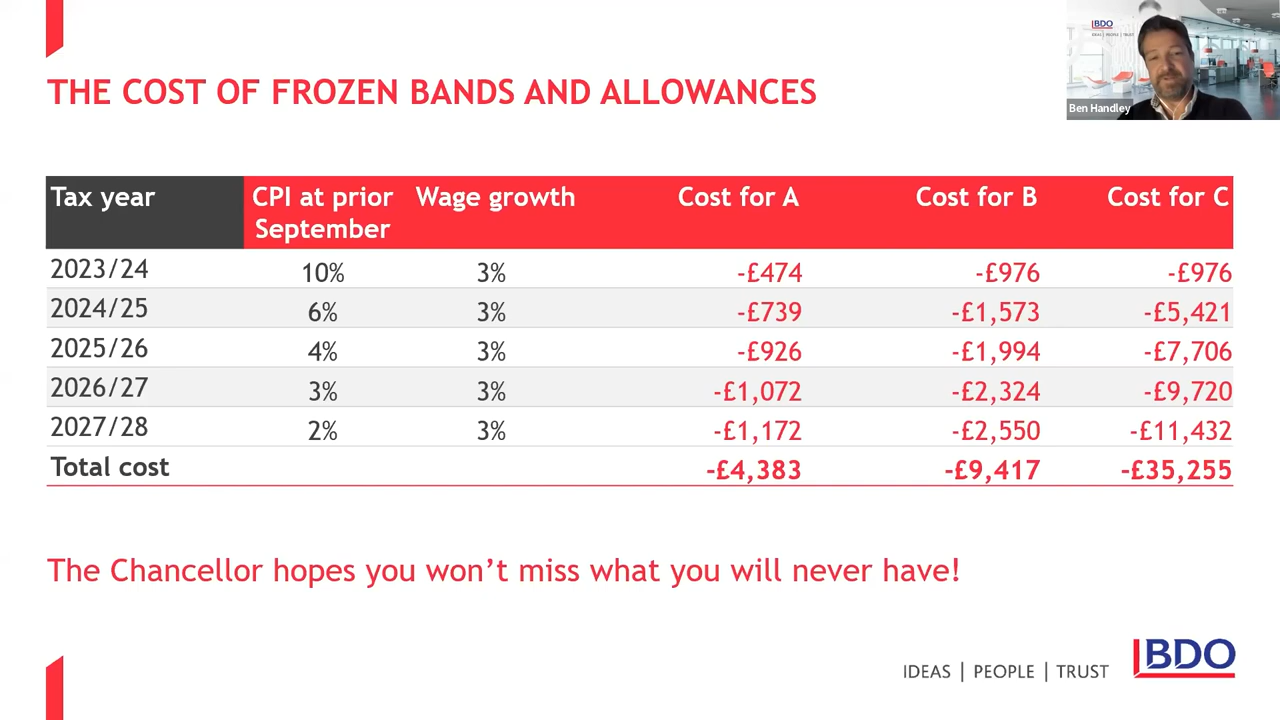 BDO
IDEAS | PEOPLE | TRUST
Ben Handley
THE COST OF FROZEN BANDS AND ALLOWANCES
Tax year CPI at prior September Wage growth Cost for A Cost for B Cost for C
2023/24 10% 3% -£474 -£976 -£976
2024/25 6% 3% -£739 -£1,573 -£5,421
2025/26 4% 3% -£926 -£1,994 -£7,706
2026/27 3% 3% -£1,072 -£2,324 -£9,720
2027/28 2% 3% -£1,172 -£2,550 -£11,432
Total cost -£4,383 -£9,417 -£35,255
The Chancellor hopes you won't miss what you will never have!
IDEAS | PEOPLE | TRUST BDO